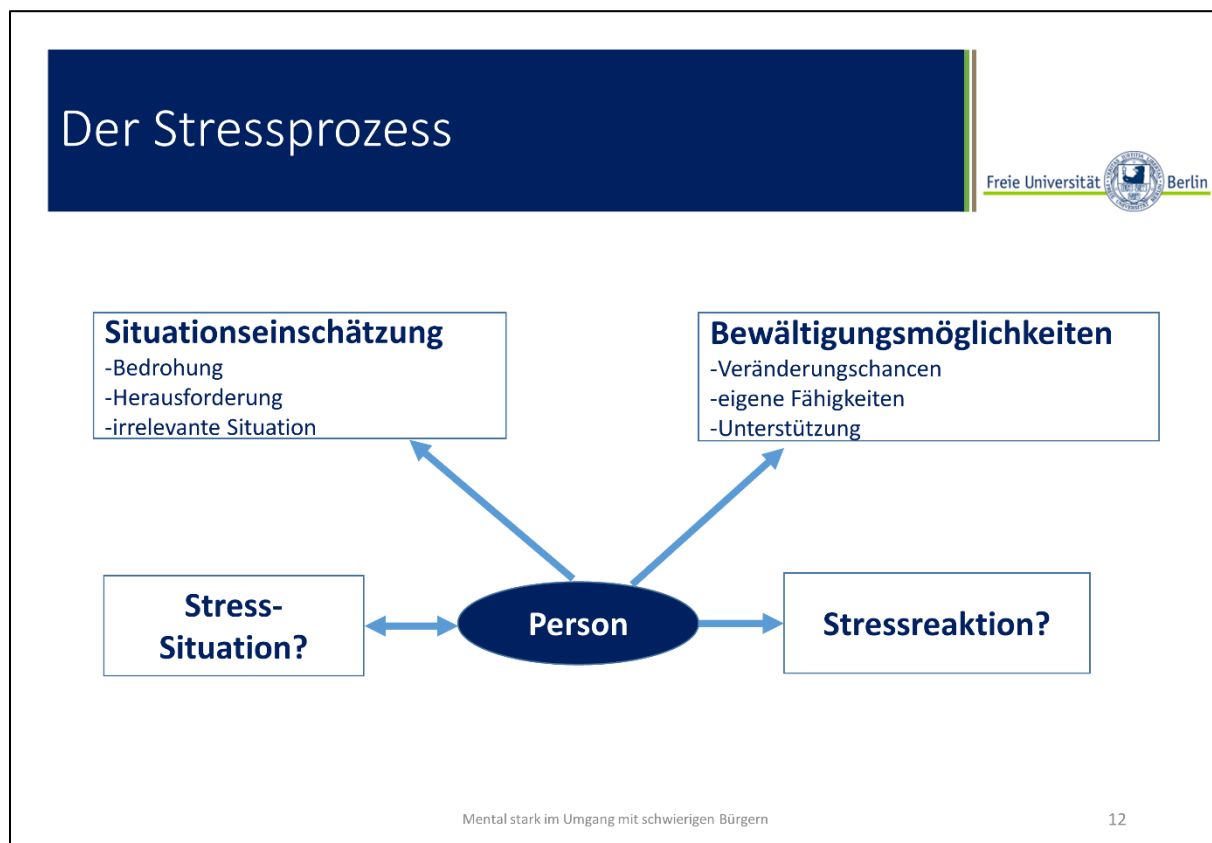 Der Stressprozess
Freie Universität Berlin
Situationseinschätzung
-Bedrohung
-Herausforderung
-irrelevante Situation
Bewältigungsmöglichkeiten
-Veränderungschancen
-eigene Fähigkeiten
-Unterstützung
Stress-
Situation?
Person
Stressreaktion?
Mental stark im Umgang mit schwierigen Bürgern
12